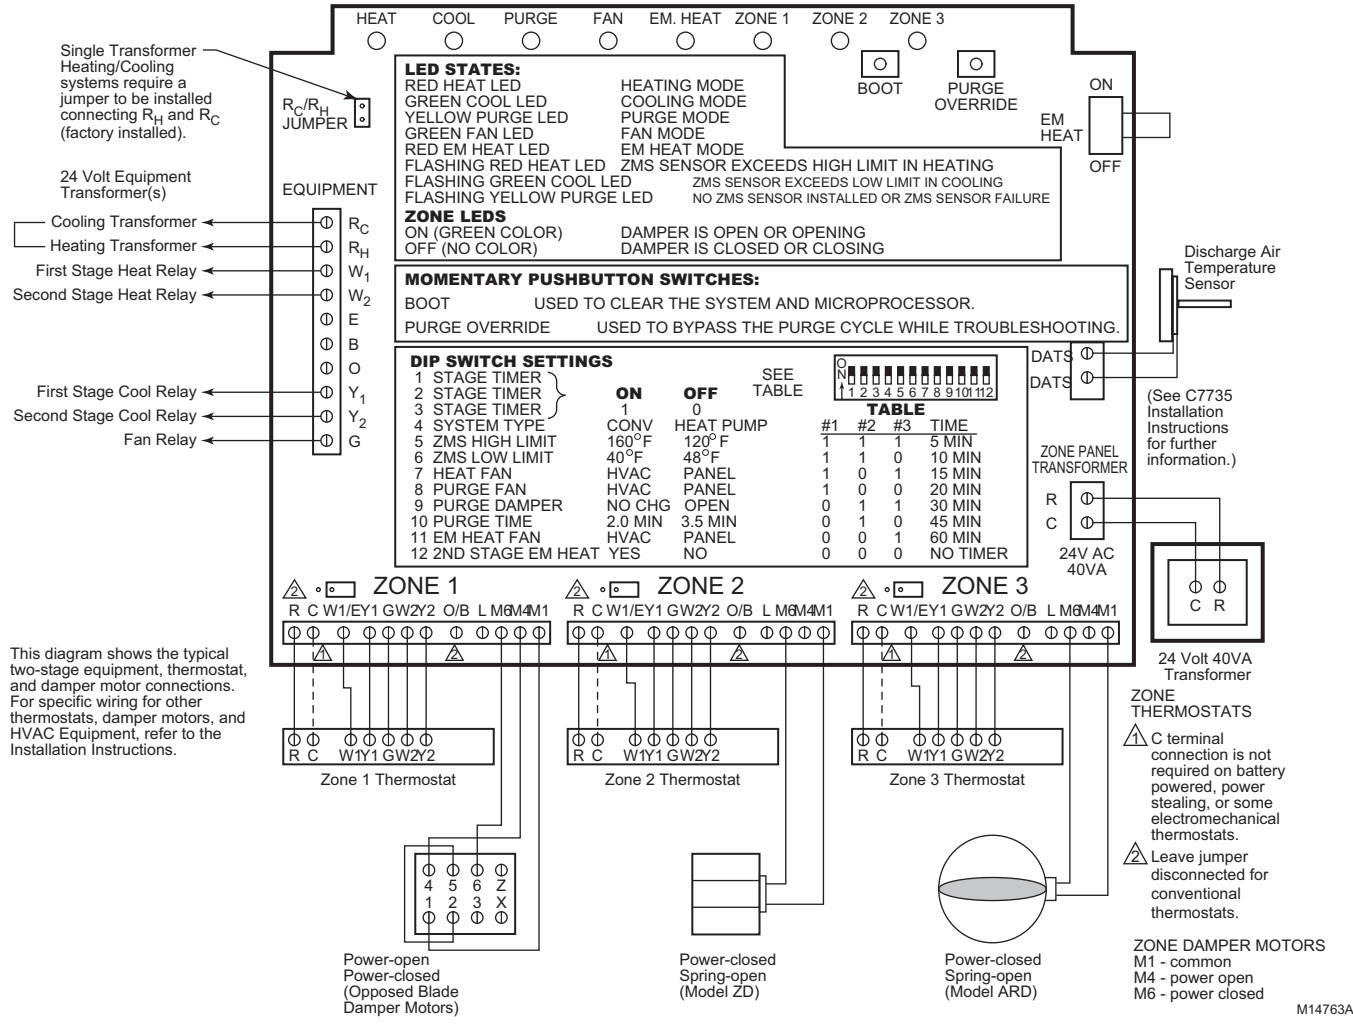 HEAT COOL PURGE FAN EM. HEAT ZONE 1 ZONE 2 ZONE 3
Single Transformer
Heating/Cooling
systems require a
jumper to be installed
connecting RH and RC
(factory installed).
RC/RH
JUMPER
BOOT
PURGE
OVERRIDE
ON
EM
HEAT
OFF
LED STATES:
RED HEAT LED HEATING MODE
GREEN COOL LED COOLING MODE
YELLOW PURGE LED PURGE MODE
GREEN FAN LED FAN MODE
RED EM HEAT LED EM HEAT MODE
FLASHING RED HEAT LED ZMS SENSOR EXCEEDS HIGH LIMIT IN HEATING
FLASHING GREEN COOL LED ZMS SENSOR EXCEEDS LOW LIMIT IN COOLING
FLASHING YELLOW PURGE LED NO ZMS SENSOR INSTALLED OR ZMS SENSOR FAILURE
ZONE LEDS
ON (GREEN COLOR) DAMPER IS OPEN OR OPENING
OFF (NO COLOR) DAMPER IS CLOSED OR CLOSING
24 Volt Equipment
Transformer(s)
EQUIPMENT
Cooling Transformer RC
Heating Transformer RH
First Stage Heat Relay W1
Second Stage Heat Relay W2
E
B
O
First Stage Cool Relay Y1
Second Stage Cool Relay Y2
Fan Relay G
MOMENTARY PUSHBUTTON SWITCHES:
BOOT USED TO CLEAR THE SYSTEM AND MICROPROCESSOR.
PURGE OVERRIDE USED TO BYPASS THE PURGE CYCLE WHILE TROUBLESHOOTING.
Discharge Air
Temperature
Sensor
DATS
DATS
(See C7735
Installation
Instructions
for further
information.)
DIP SWITCH SETTINGS
1 STAGE TIMER
2 STAGE TIMER ON OFF
3 STAGE TIMER 1 0
4 SYSTEM TYPE CONV HEAT PUMP
5 ZMS HIGH LIMIT 160°F 120°F
6 ZMS LOW LIMIT 40°F 48°F
7 HEAT FAN HVAC PANEL
8 PURGE FAN HVAC PANEL
9 PURGE DAMPER NO CHG OPEN
10 PURGE TIME 2.0 MIN 3.5 MIN
11 EM HEAT FAN HVAC PANEL
12 2ND STAGE EM HEAT YES NO
SEE
TABLE
ON
1 2 3 4 5 6 7 8 9 10 11 12
TABLE
#1 #2 #3 TIME
1 1 1 5 MIN
1 1 0 10 MIN
1 0 1 15 MIN
1 0 0 20 MIN
0 1 1 30 MIN
0 1 0 45 MIN
0 0 1 60 MIN
0 0 0 NO TIMER
ZONE PANEL
TRANSFORMER
R
C
24V AC
40VA
C R
24 Volt 40VA
Transformer
2 ZONE 1
R C W1/E Y1 G W2 Y2 O/B L M6 M4 M1
1 2
2 ZONE 2
R C W1/E Y1 G W2 Y2 O/B L M6 M4 M1
1 2
2 ZONE 3
R C W1/E Y1 G W2 Y2 O/B L M6 M4 M1
1 2
This diagram shows the typical
two-stage equipment, thermostat,
and damper motor connections.
For specific wiring for other
thermostats, damper motors, and
HVAC Equipment, refer to the
Installation Instructions.
R C W1 Y1 G W2 Y2
Zone 1 Thermostat
R C W1 Y1 G W2 Y2
Zone 2 Thermostat
R C W1 Y1 G W2 Y2
Zone 3 Thermostat
ZONE
THERMOSTATS
1 C terminal
connection is not
required on battery
powered, power
stealing, or some
electromechanical
thermostats.
2 Leave jumper
disconnected for
conventional
thermostats.
4 5 6 Z
1 2 3 X
Power-open
Power-closed
(Opposed Blade
Damper Motors)
Power-closed
Spring-open
(Model ZD)
Power-closed
Spring-open
(Model ARD)
ZONE DAMPER MOTORS
M1 - common
M4 - power open
M6 - power closed
M14763A